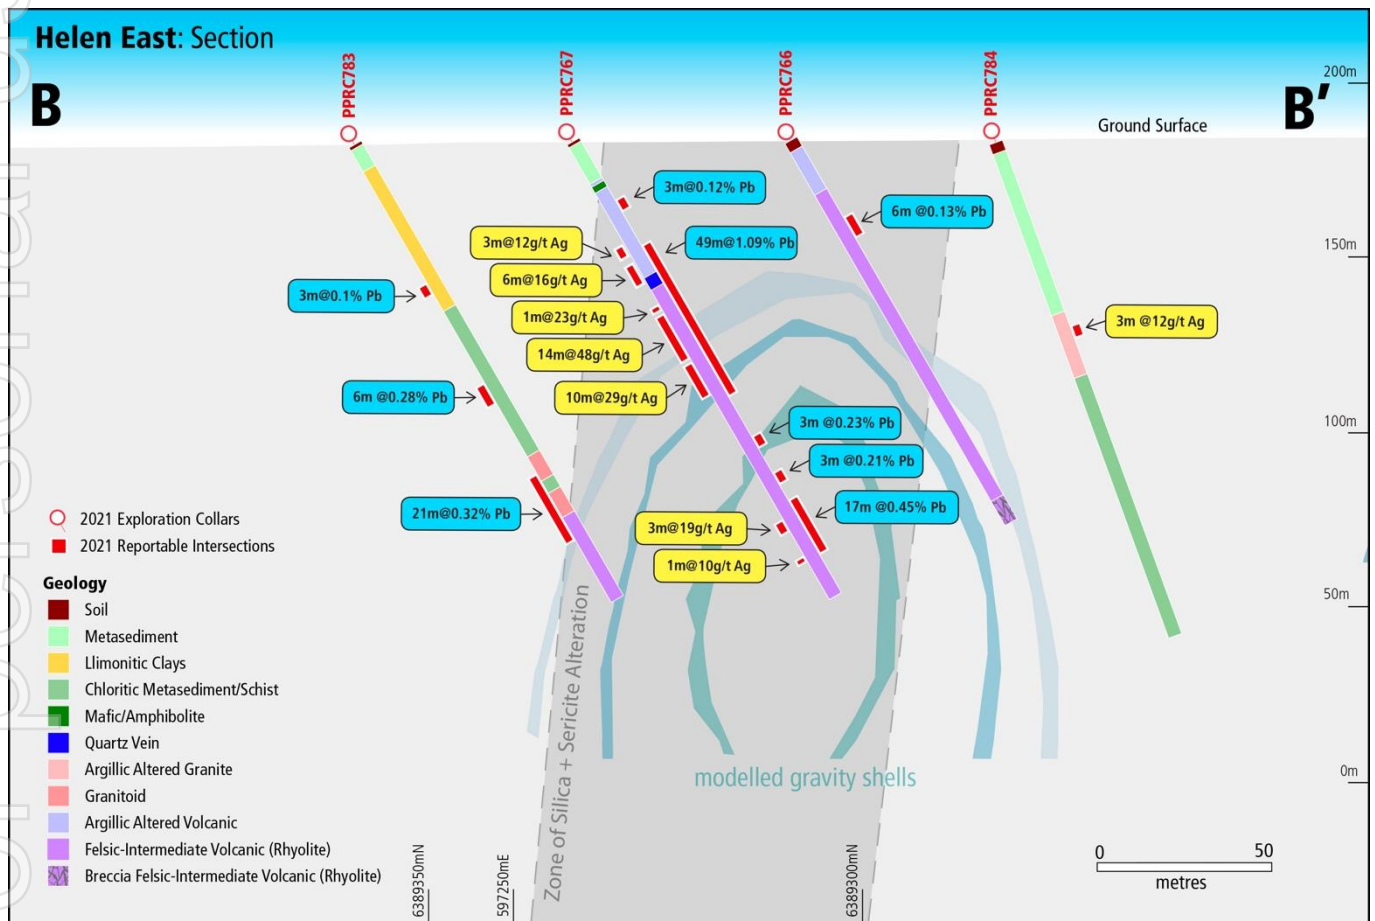 Helen East: Section
B
B'
PPRC783
PPRC767
PPRC766
PPRC784
200m
Ground Surface
3m@0.12% Pb
6m @0.13% Pb
3m@12g/t Ag
49m@1.09% Pb
150m
6m@16g/t Ag
3m@0.1% Pb
1m@23g/t Ag
3m @12g/t Ag
14m@48g/t Ag
6m @0.28% Pb
10m@29g/t Ag
3m @0.23% Pb
100m
3m @0.21% Pb
21m@0.32% Pb
17m @0.45% Pb
3m@19g/t Ag
1m@10g/t Ag
50m
2021 Exploration Collars
2021 Reportable Intersections
Geology
Soil
Metasediment
Llimonitic Clays
Chloritic Metasediment/Schist
Mafic/Amphibolite
Quartz Vein
Argillic Altered Granite
Granitoid
Argillic Altered Volcanic
Felsic-Intermediate Volcanic (Rhyolite)
Breccia Felsic-Intermediate Volcanic (Rhyolite)
Zone of Silica + Sericite Alteration
modelled gravity shells
0m
6389350mN
597250mE
6389300mN
0 50
metres